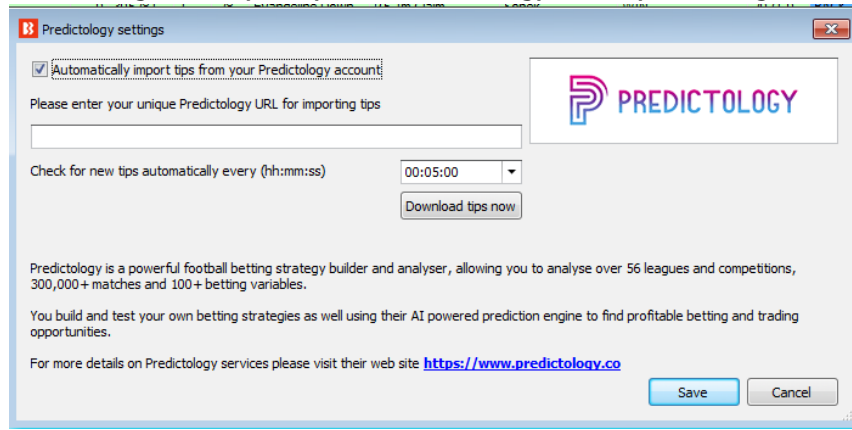 Predictology settings
Automatically import tips from your Predictology account
PREDICTOLOGY
Please enter your unique Predictology URL for importing tips
Check for new tips automatically every (hh:mm:ss)
00:05:00
Download tips now
Predictology is a powerful football betting strategy builder and analyser, allowing you to analyse over 56 leagues and competitions,
300,000+ matches and 100+ betting variables.
You build and test your own betting strategies as well using their AI powered prediction engine to find profitable betting and trading
opportunities.
For more details on Predictology services please visit their web site https://www.predictology.co
Save
Cancel